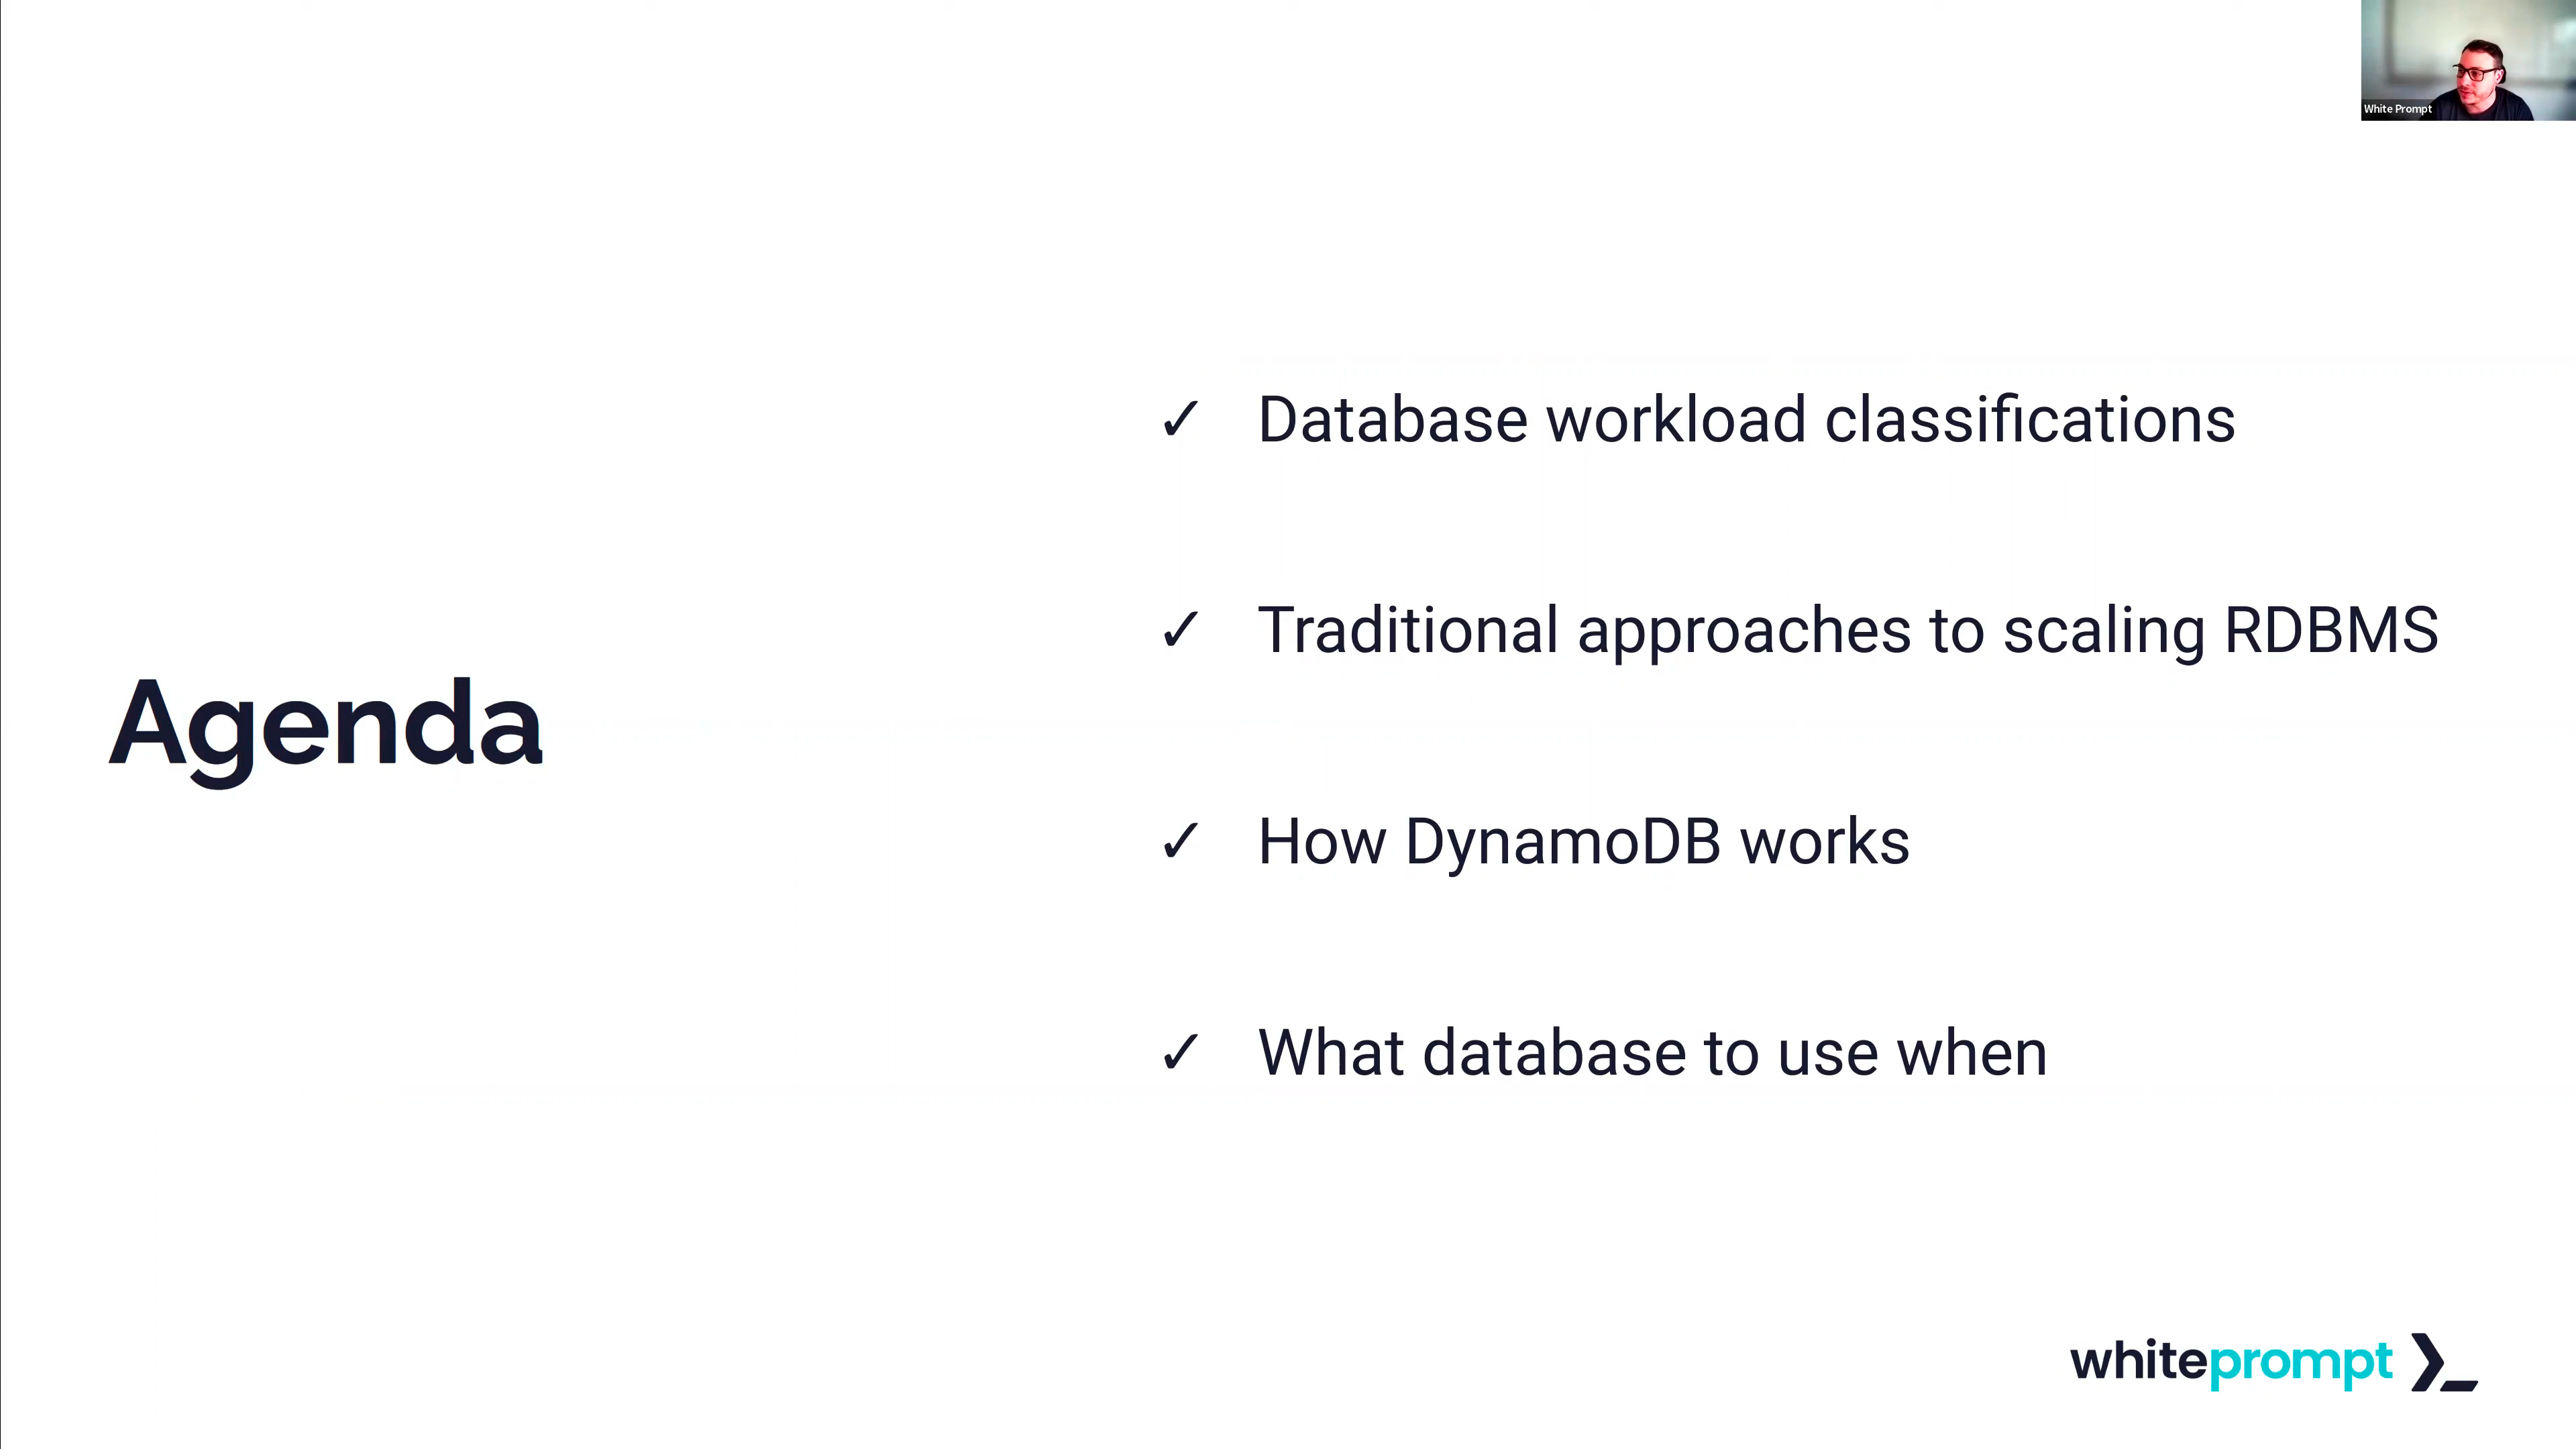 White Prompt
Agenda
✓ Database workload classifications
✓ Traditional approaches to scaling RDBMS
✓ How DynamoDB works
✓ What database to use when
whiteprompt